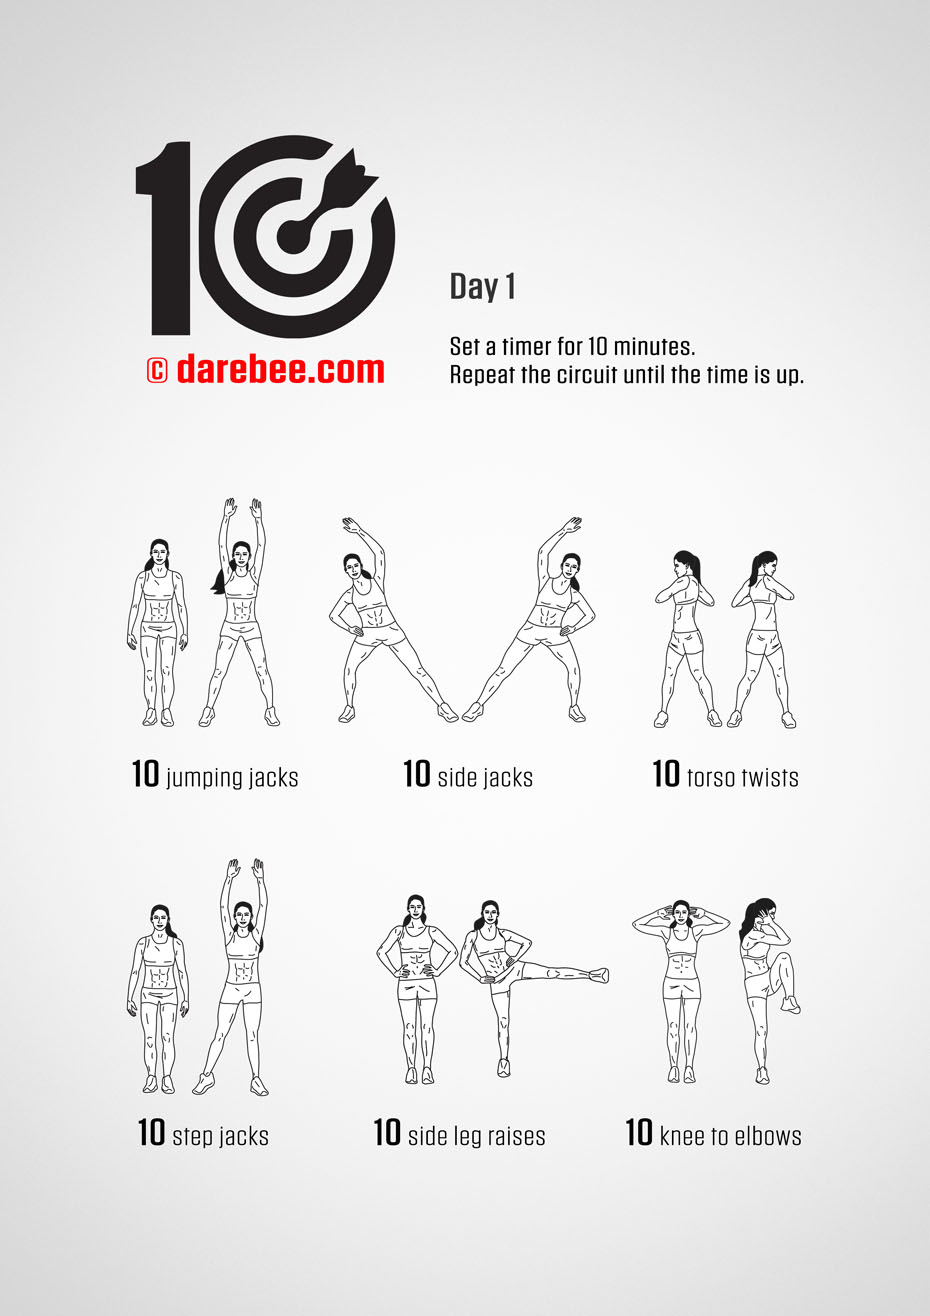 10
© darebee.com
Day 1
Set a timer for 10 minutes.
Repeat the circuit until the time is up.
10 jumping jacks
10 side jacks
10 torso twists
10 step jacks
10 side leg raises
10 knee to elbows